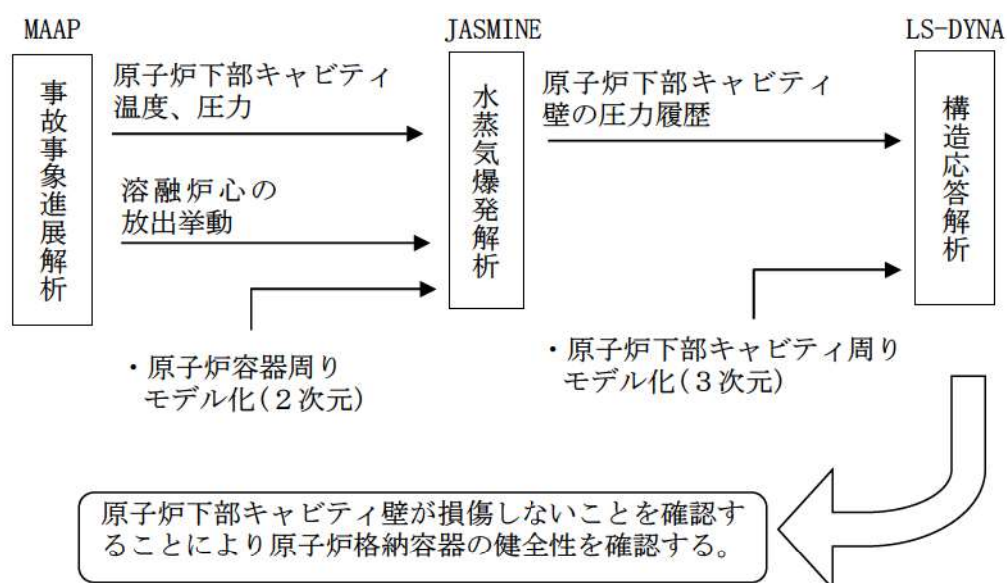 MAAP
事故事象進展解析
原子炉下部キャビティ
温度、圧力
溶融炉心の
放出挙動
・原子炉容器周り
モデル化(２次元)
JASMINE
水蒸気爆発解析
原子炉下部キャビティ
壁の圧力履歴
・原子炉下部キャビティ周り
モデル化(３次元)
LS-DYNA
構造応答解析
原子炉下部キャビティ壁が損傷しないことを確認す
ることにより原子炉格納容器の健全性を確認する。